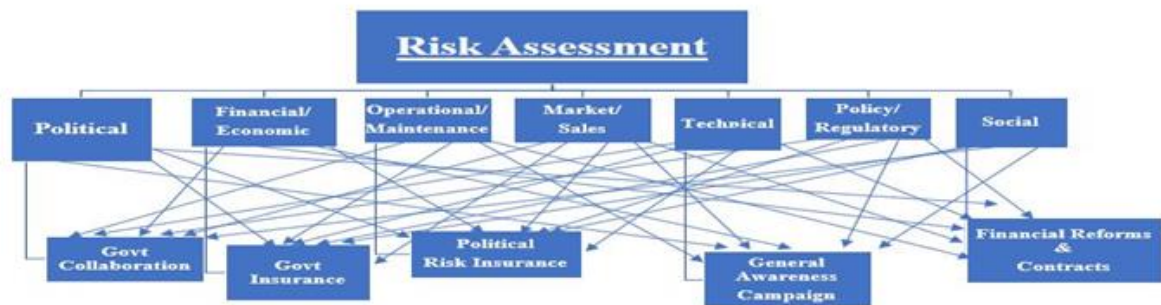 Risk Assessment
Political
Financial/
Economic
Operational/
Maintenance
Market/
Sales
Technical
Policy/
Regulatory
Social
Govt
Collaboration
Govt
Insurance
Political
Risk Insurance
General
Awareness
Campaign
Financial Reforms
&
Contracts